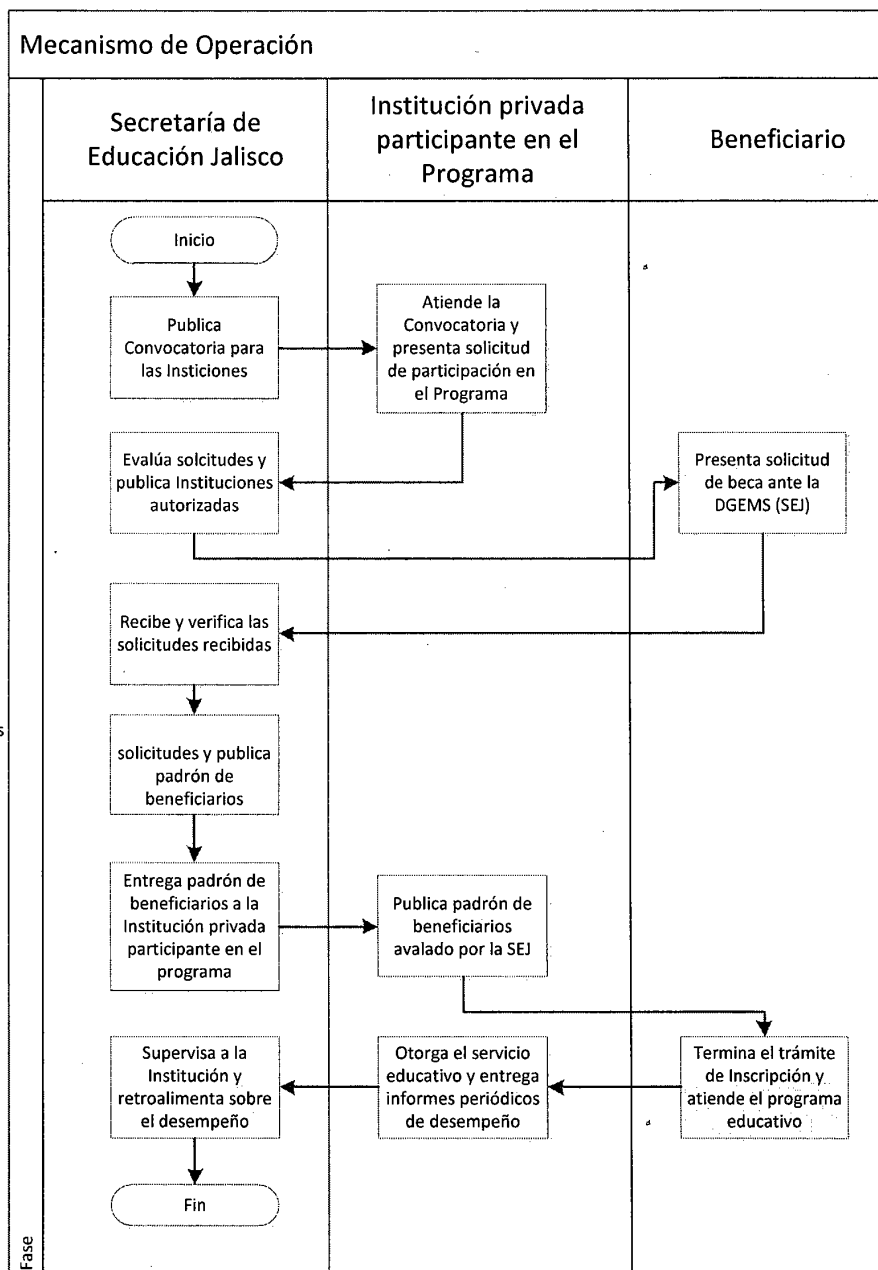 Mecanismo de Operación
Secretaría de
Educación Jalisco
Institución privada
participante en el
Programa
Beneficiario
Inicio
Publica
Convocatoria para
las Insticiones
Atiende la
Convocatoria y
presenta solicitud
de participación en
el Programa
Evalúa solcitudes y
publica Instituciones
autorizadas
Presenta solicitud
de beca ante la
DGEMS (SEJ)
Recibe y verifica las
solicitudes recibidas
s
solicitudes y publica
padrón de
beneficiarios
Entrega padrón de
beneficiarios a la
Institución privada
participante en el
programa
Publica padrón de
beneficiarios
avalado por la SEJ
Supervisa a la
Institución y
retroalimenta sobre
el desempeño
Otorga el servicio
educativo y entrega
informes periódicos
de desempeño
Termina el trámite
de Inscripción y
atiende el programa
educativo
Fin
Fase